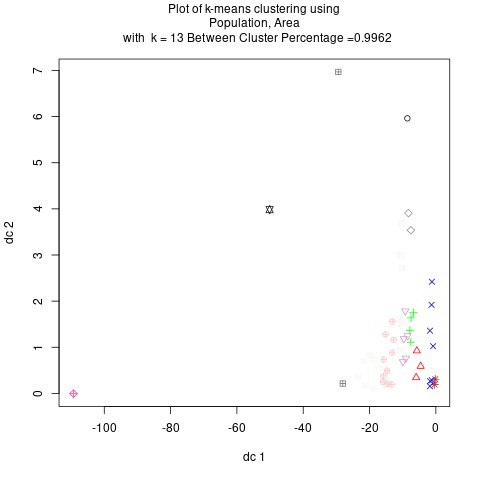 Plot of k-means clustering using
Population, Area
with k = 13 Between Cluster Percentage =0.9962
7
6
5
4
3
2
1
0
dc 2
-100 -80 -60 -40 -20 0
dc 1